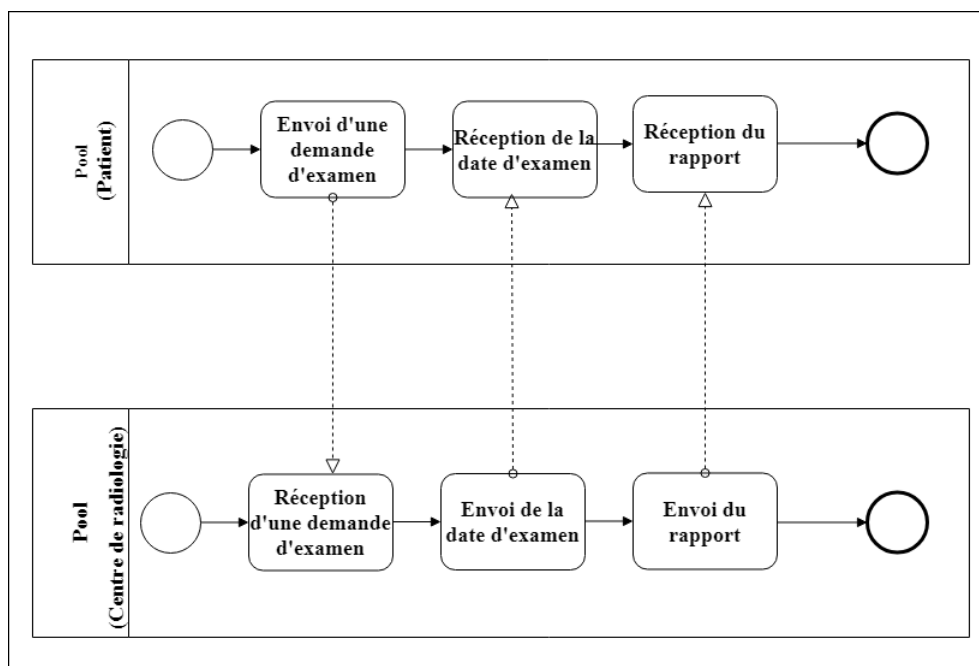 Pool
(Patient)
Envoi d'une
demande
d'examen
Réception de la
date d'examen
Réception du
rapport
Pool
(Centre de radiologie)
Réception
d'une demande
d'examen
Envoi de la
date d'examen
Envoi du
rapport